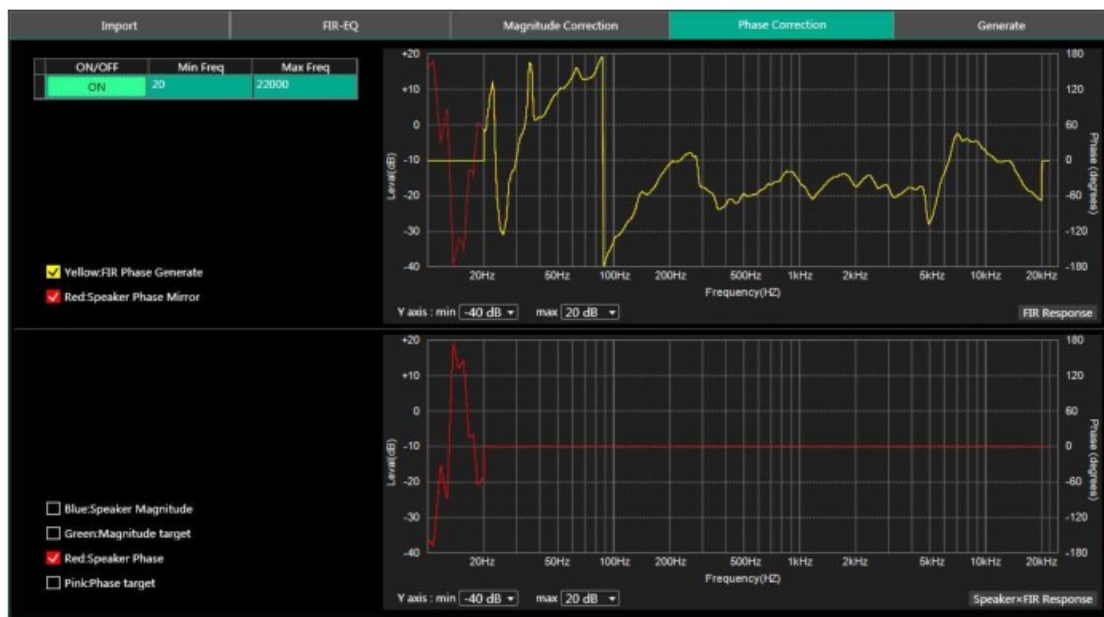 Import FIR-EQ Magnitude Correction Phase Correction Generate
ON/OFF Min Freq Max Freq
ON 20 22000
Yellow:FIR Phase Generate
Red:Speaker Phase Mirror
+20
+10
0
-10
-20
-30
-40
Leval(dB)
180
120
60
0
-60
-120
-180
Phase (degrees)
20Hz 50Hz 100Hz 200Hz 500Hz 1kHz 2kHz 5kHz 10kHz 20kHz
Frequency(HZ)
Y axis : min -40 dB max 20 dB FIR Response
Blue:Speaker Magnitude
Green:Magnitude target
Red:Speaker Phase
Pink:Phase target
+20
+10
0
-10
-20
-30
-40
Leval(dB)
180
120
60
0
-60
-120
-180
Phase (degrees)
20Hz 50Hz 100Hz 200Hz 500Hz 1kHz 2kHz 5kHz 10kHz 20kHz
Frequency(HZ)
Y axis : min -40 dB max 20 dB Speaker×FIR Response